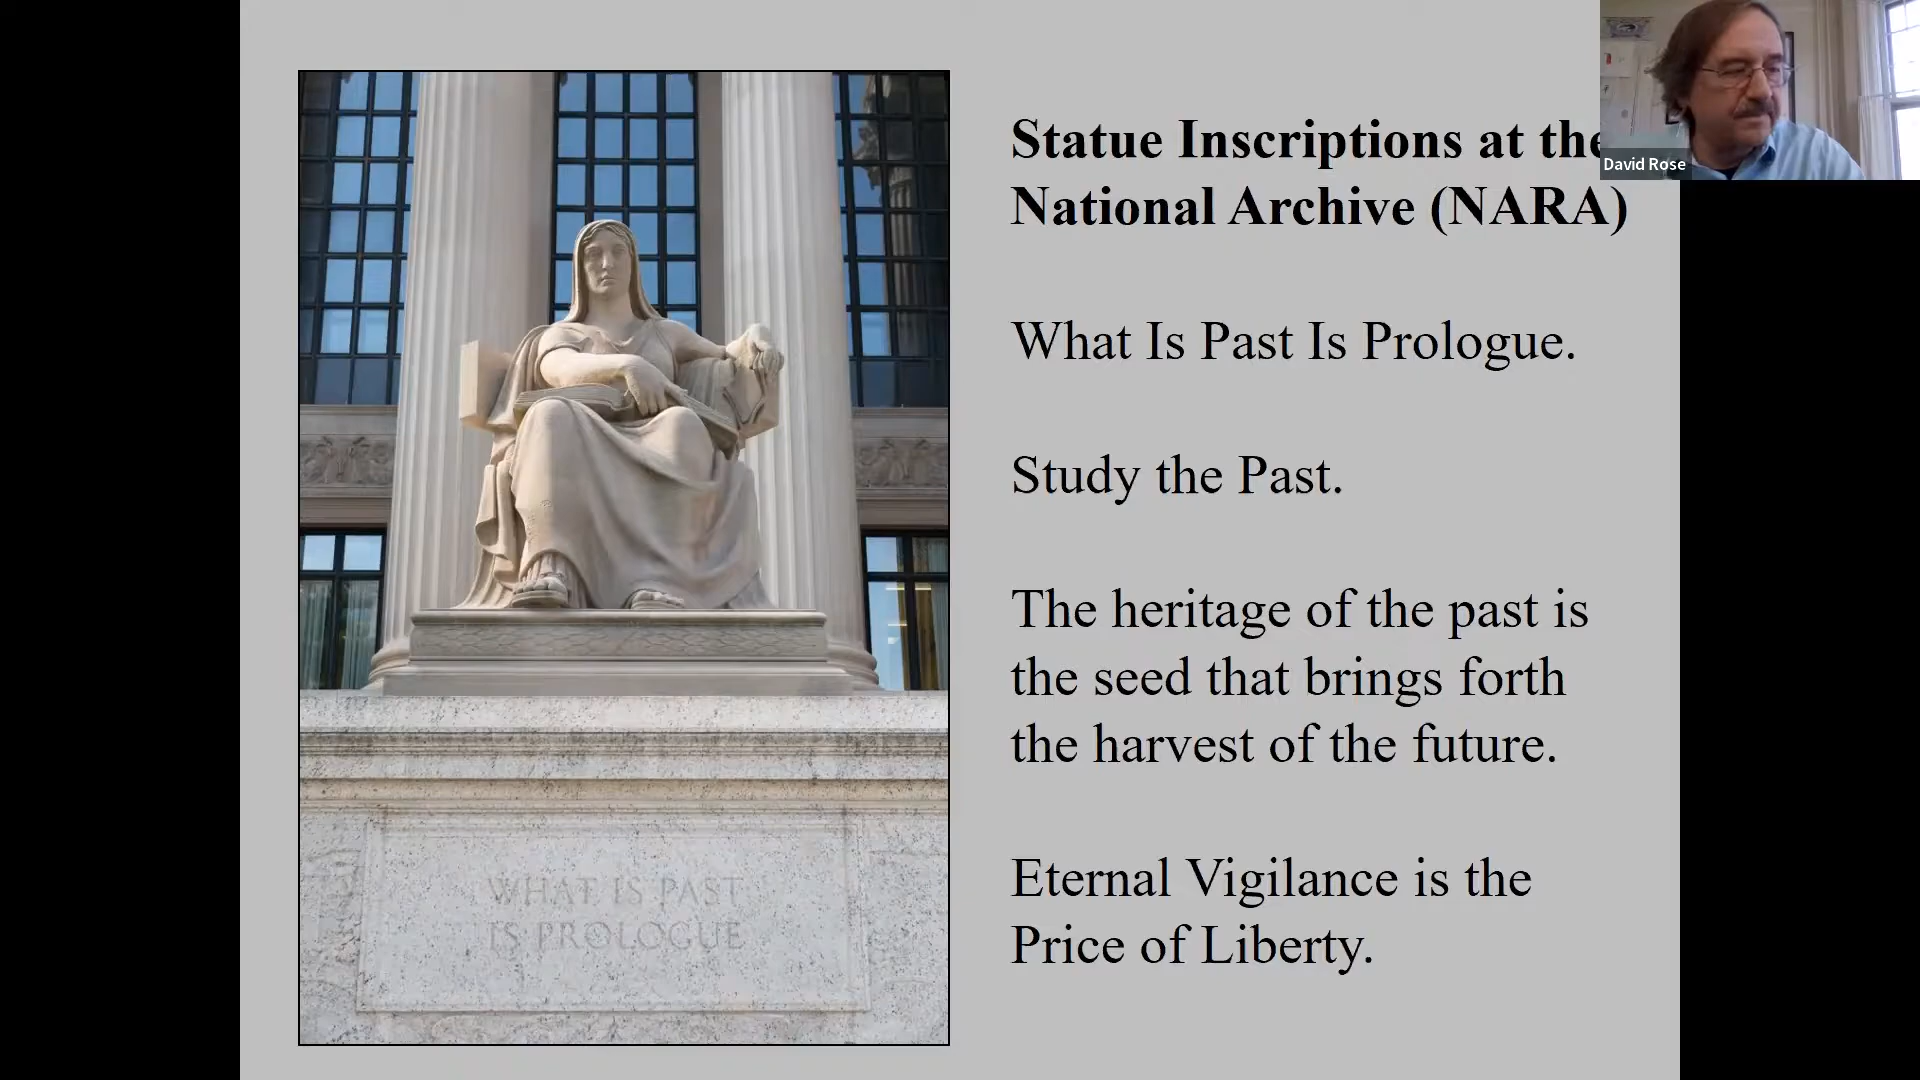 Statue Inscriptions at the
National Archive (NARA)
What Is Past Is Prologue.
Study the Past.
The heritage of the past is
the seed that brings forth
the harvest of the future.
Eternal Vigilance is the
Price of Liberty.
WHAT IS PAST
IS PROLOGUE
David Rose